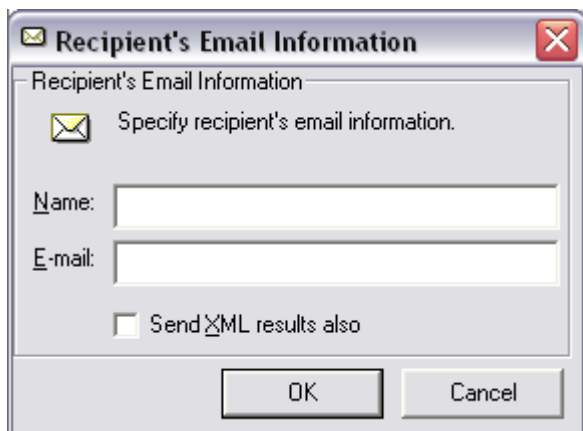 Recipient's Email Information
Recipient's Email Information
Specify recipient's email information.
Name:
E-mail:
Send XML results also
OK Cancel